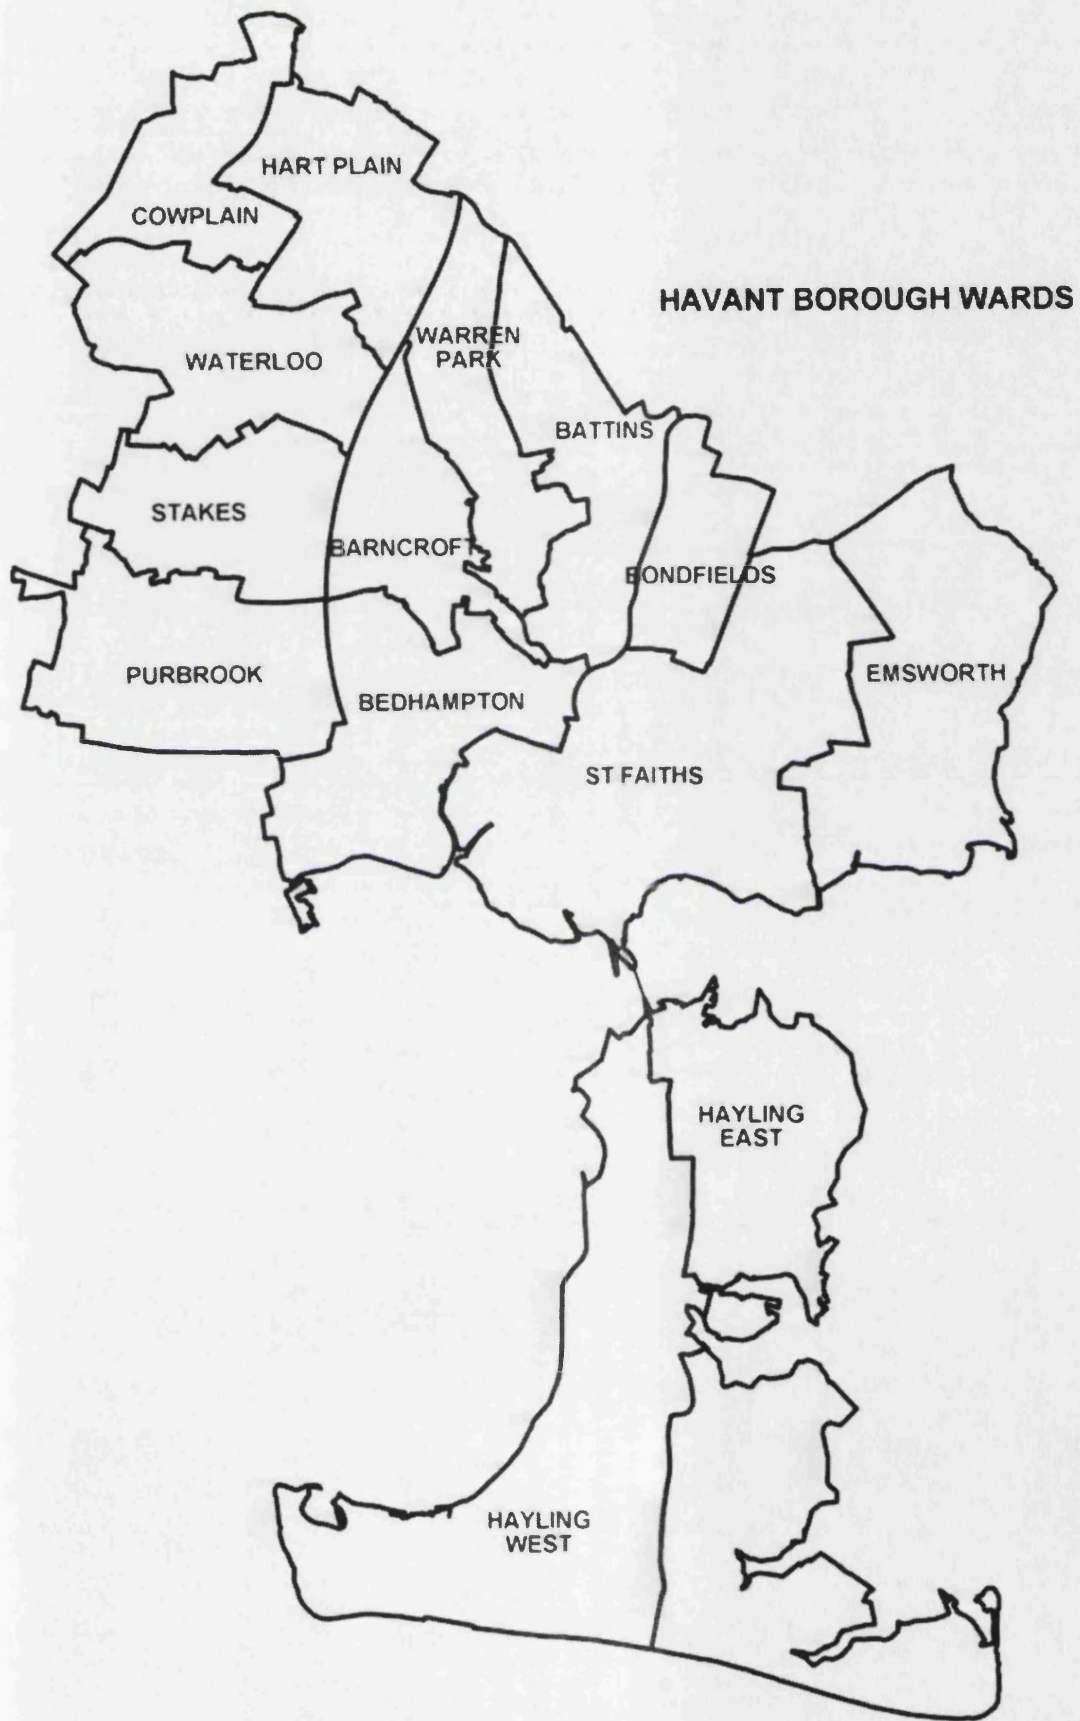 HART PLAIN
COWPLAIN
HAVANT BOROUGH WARDS
WARREN
PARK
WATERLOO
BATTINS
STAKES
BARNCROFT
BONDFIELDS
PURBROOK
BEDHAMPTON
EMSWORTH
ST FAITHS
HAYLING
EAST
HAYLING
WEST